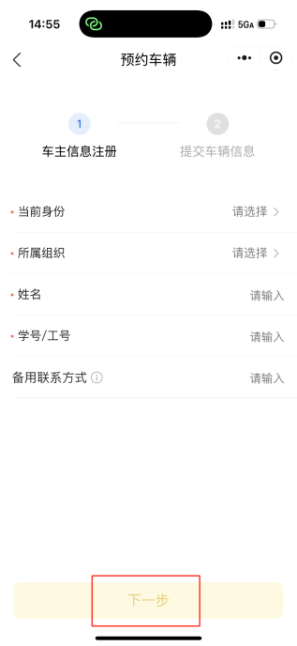 14:55
5GA
预约车辆
1
2
车主信息注册
提交车辆信息
• 当前身份
请选择 >
• 所属组织
请选择 >
• 姓名
请输入
• 学号/工号
请输入
备用联系方式
请输入
下一步